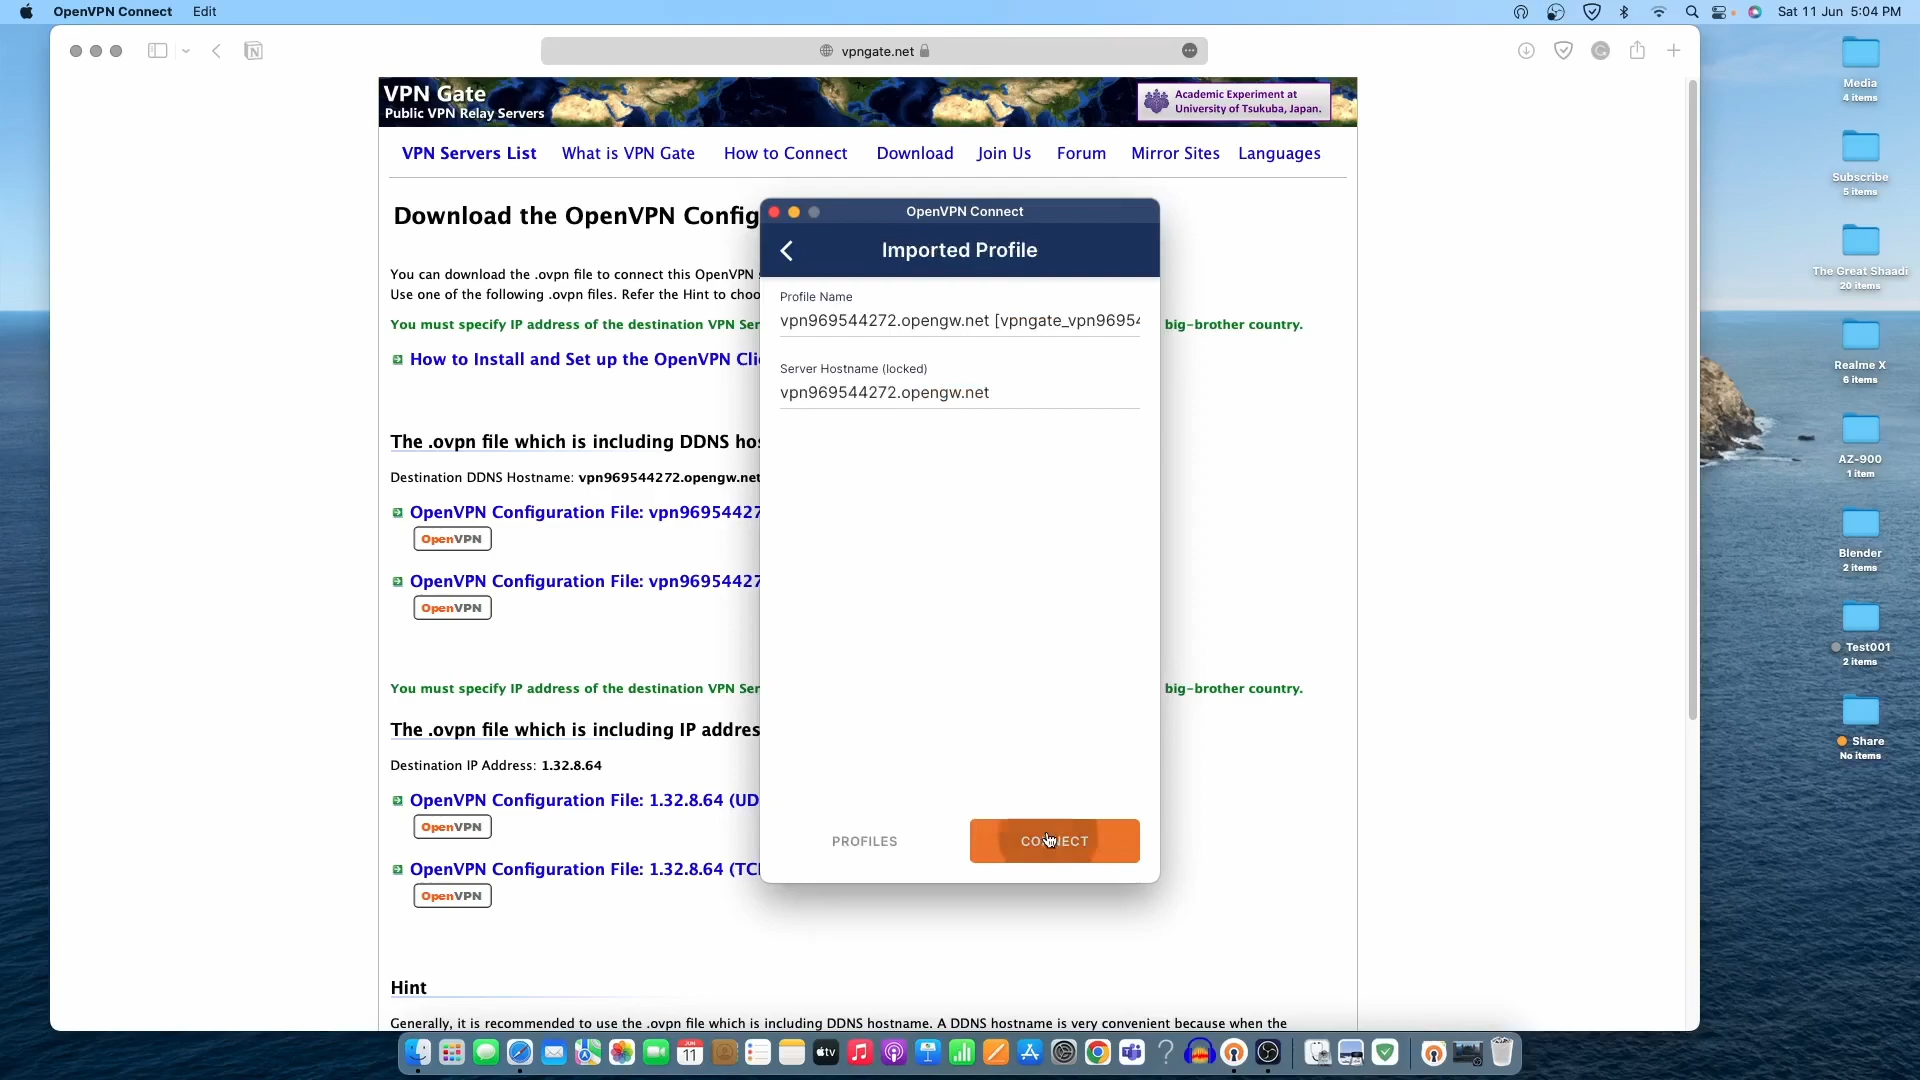 OpenVPN Connect Edit
Sat 11 Jun 5:04 PM
vpngate.net
VPN Gate
Public VPN Relay Servers
Academic Experiment at
University of Tsukuba, Japan.
VPN Servers List What is VPN Gate How to Connect Download Join Us Forum Mirror Sites Languages
Download the OpenVPN Config
You can download the .ovpn file to connect this OpenVPN
Use one of the following .ovpn files. Refer the Hint to choo
You must specify IP address of the destination VPN Ser big-brother country.
How to Install and Set up the OpenVPN Cli
The .ovpn file which is including DDNS ho
Destination DDNS Hostname: vpn969544272.opengw.net
OpenVPN Configuration File: vpn96954427
OpenVPN
OpenVPN Configuration File: vpn96954427
OpenVPN
You must specify IP address of the destination VPN Ser big-brother country.
The .ovpn file which is including IP addres
Destination IP Address: 1.32.8.64
OpenVPN Configuration File: 1.32.8.64 (UD
OpenVPN
OpenVPN Configuration File: 1.32.8.64 (TC
OpenVPN
Hint
Generally, it is recommended to use the .ovpn file which is including DDNS hostname. A DDNS hostname is very convenient because when the
OpenVPN Connect
Imported Profile
Profile Name
vpn969544272.opengw.net [vpngate_vpn96954
Server Hostname (locked)
vpn969544272.opengw.net
PROFILES
CONNECT
Media
4 items
Subscribe
5 items
The Great Shaadi
20 items
Realme X
6 items
AZ-900
1 item
Blender
2 items
Test001
2 items
Share
No items
JUN
11
tv